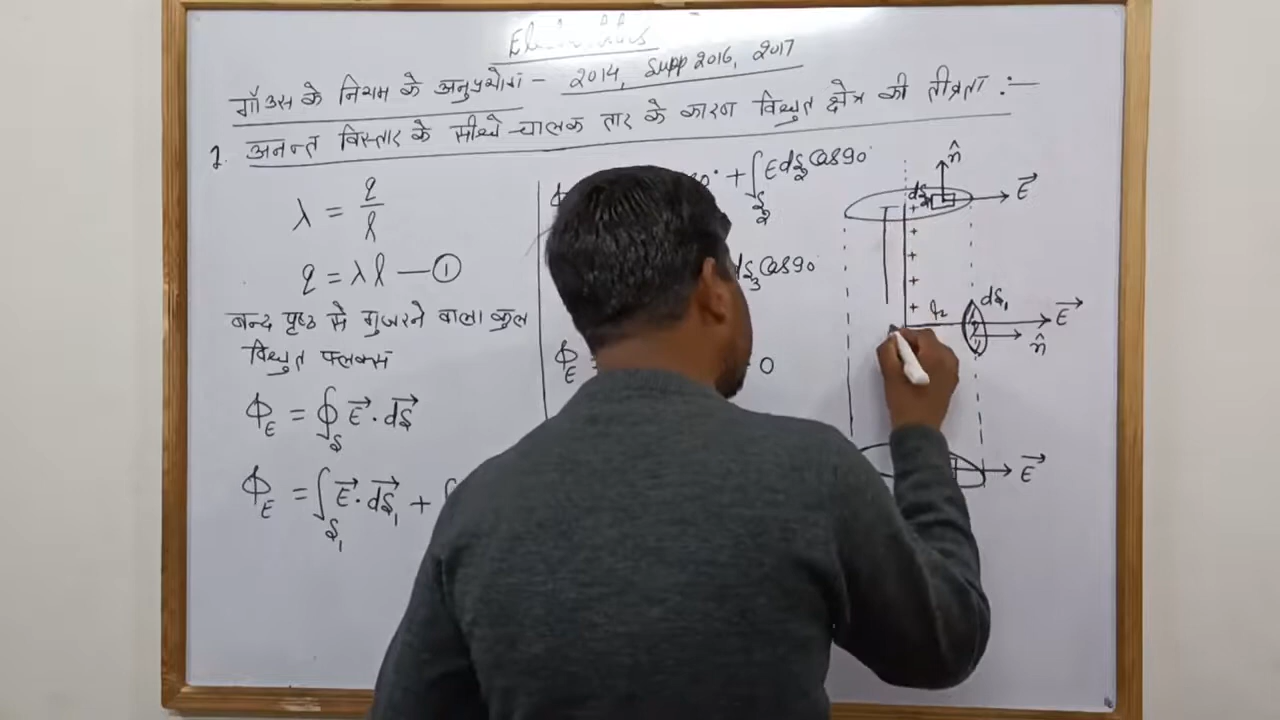 गॉउस के नियम के अनुप्रयोग – 2014, Supp 2016, 2017
1. अनन्त विस्तार के सीधे चालक तार के कारण विद्युत क्षेत्र की तीव्रता :—
λ = q/l
q = λl —①
बन्द पृष्ठ से गुजरने वाला कुल
विद्युत फ्लक्स
ϕ_E = ∮_S E⃗ · dS⃗
ϕ_E = ∫_S₁ E⃗ · dS⃗₁ +
+ ∫_S₂ E dS₂ Cos90°
dS₃ Cos90°
ϕ_E
0
n̂
E⃗
dS₂
+
+
+
+
+
r
dS₁
E⃗
n̂
E⃗